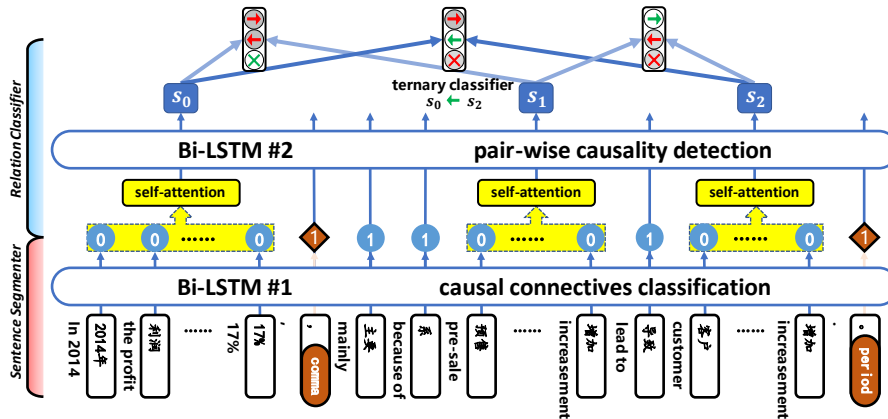 Relation Classifier
Sentence Segmenter
s₀
ternary classifier
s₀ ← s₂
s₁
s₂
Bi-LSTM #2 pair-wise causality detection
self-attention
self-attention
self-attention
0 0 ...... 0 1 1 1 0 ...... 0 1 0 ...... 0 1
Bi-LSTM #1 causal connectives classification
In 2014
2014年
the profit
利润
......
17%
17%
,
,
comma
mainly
主要
because of
系
pre-sale
预售
......
increasement
增加
lead to
导致
customer
客户
......
increasement
增加
.
。
period